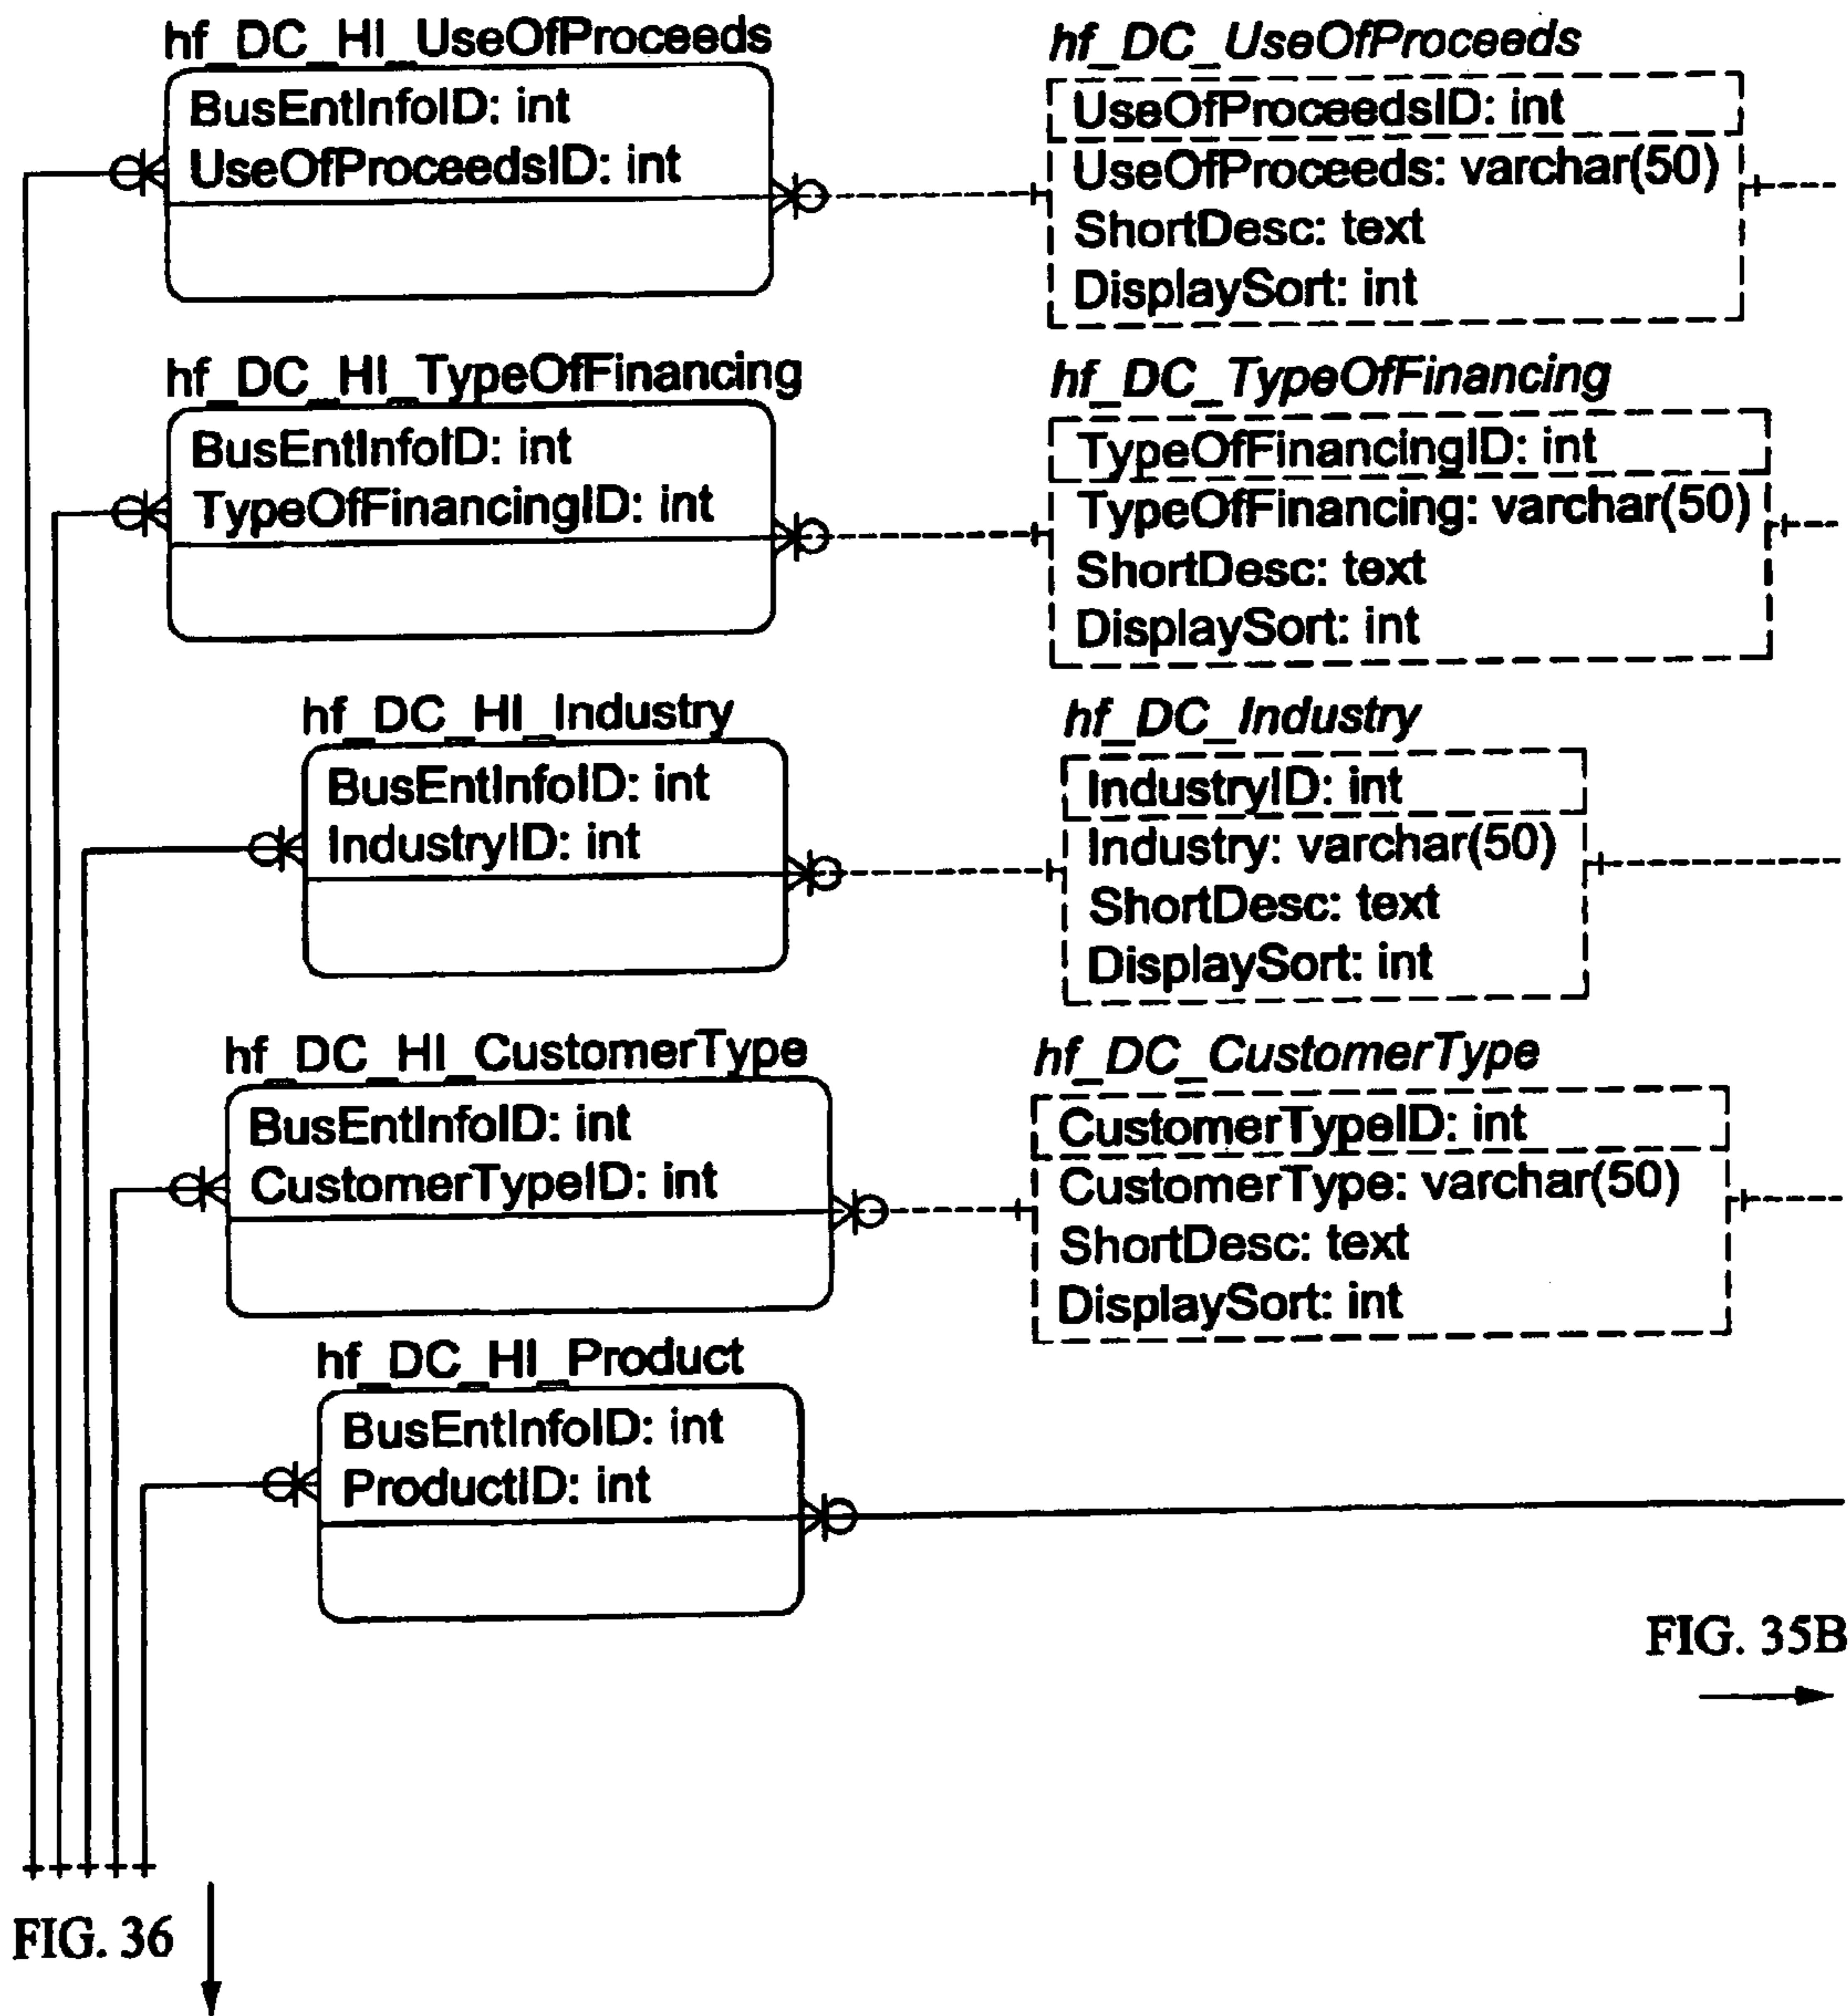 hf_DC_HI_UseOfProceeds
BusEntInfoID: int
UseOfProceedsID: int
hf_DC_UseOfProceeds
UseOfProceedsID: int
UseOfProceeds: varchar(50)
ShortDesc: text
DisplaySort: int
hf_DC_HI_TypeOfFinancing
BusEntInfoID: int
TypeOfFinancingID: int
hf_DC_TypeOfFinancing
TypeOfFinancingID: int
TypeOfFinancing: varchar(50)
ShortDesc: text
DisplaySort: int
hf_DC_HI_Industry
BusEntInfoID: int
IndustryID: int
hf_DC_Industry
IndustryID: int
Industry: varchar(50)
ShortDesc: text
DisplaySort: int
hf_DC_HI_CustomerType
BusEntInfoID: int
CustomerTypeID: int
hf_DC_CustomerType
CustomerTypeID: int
CustomerType: varchar(50)
ShortDesc: text
DisplaySort: int
hf_DC_HI_Product
BusEntInfoID: int
ProductID: int
FIG. 35B
FIG. 36